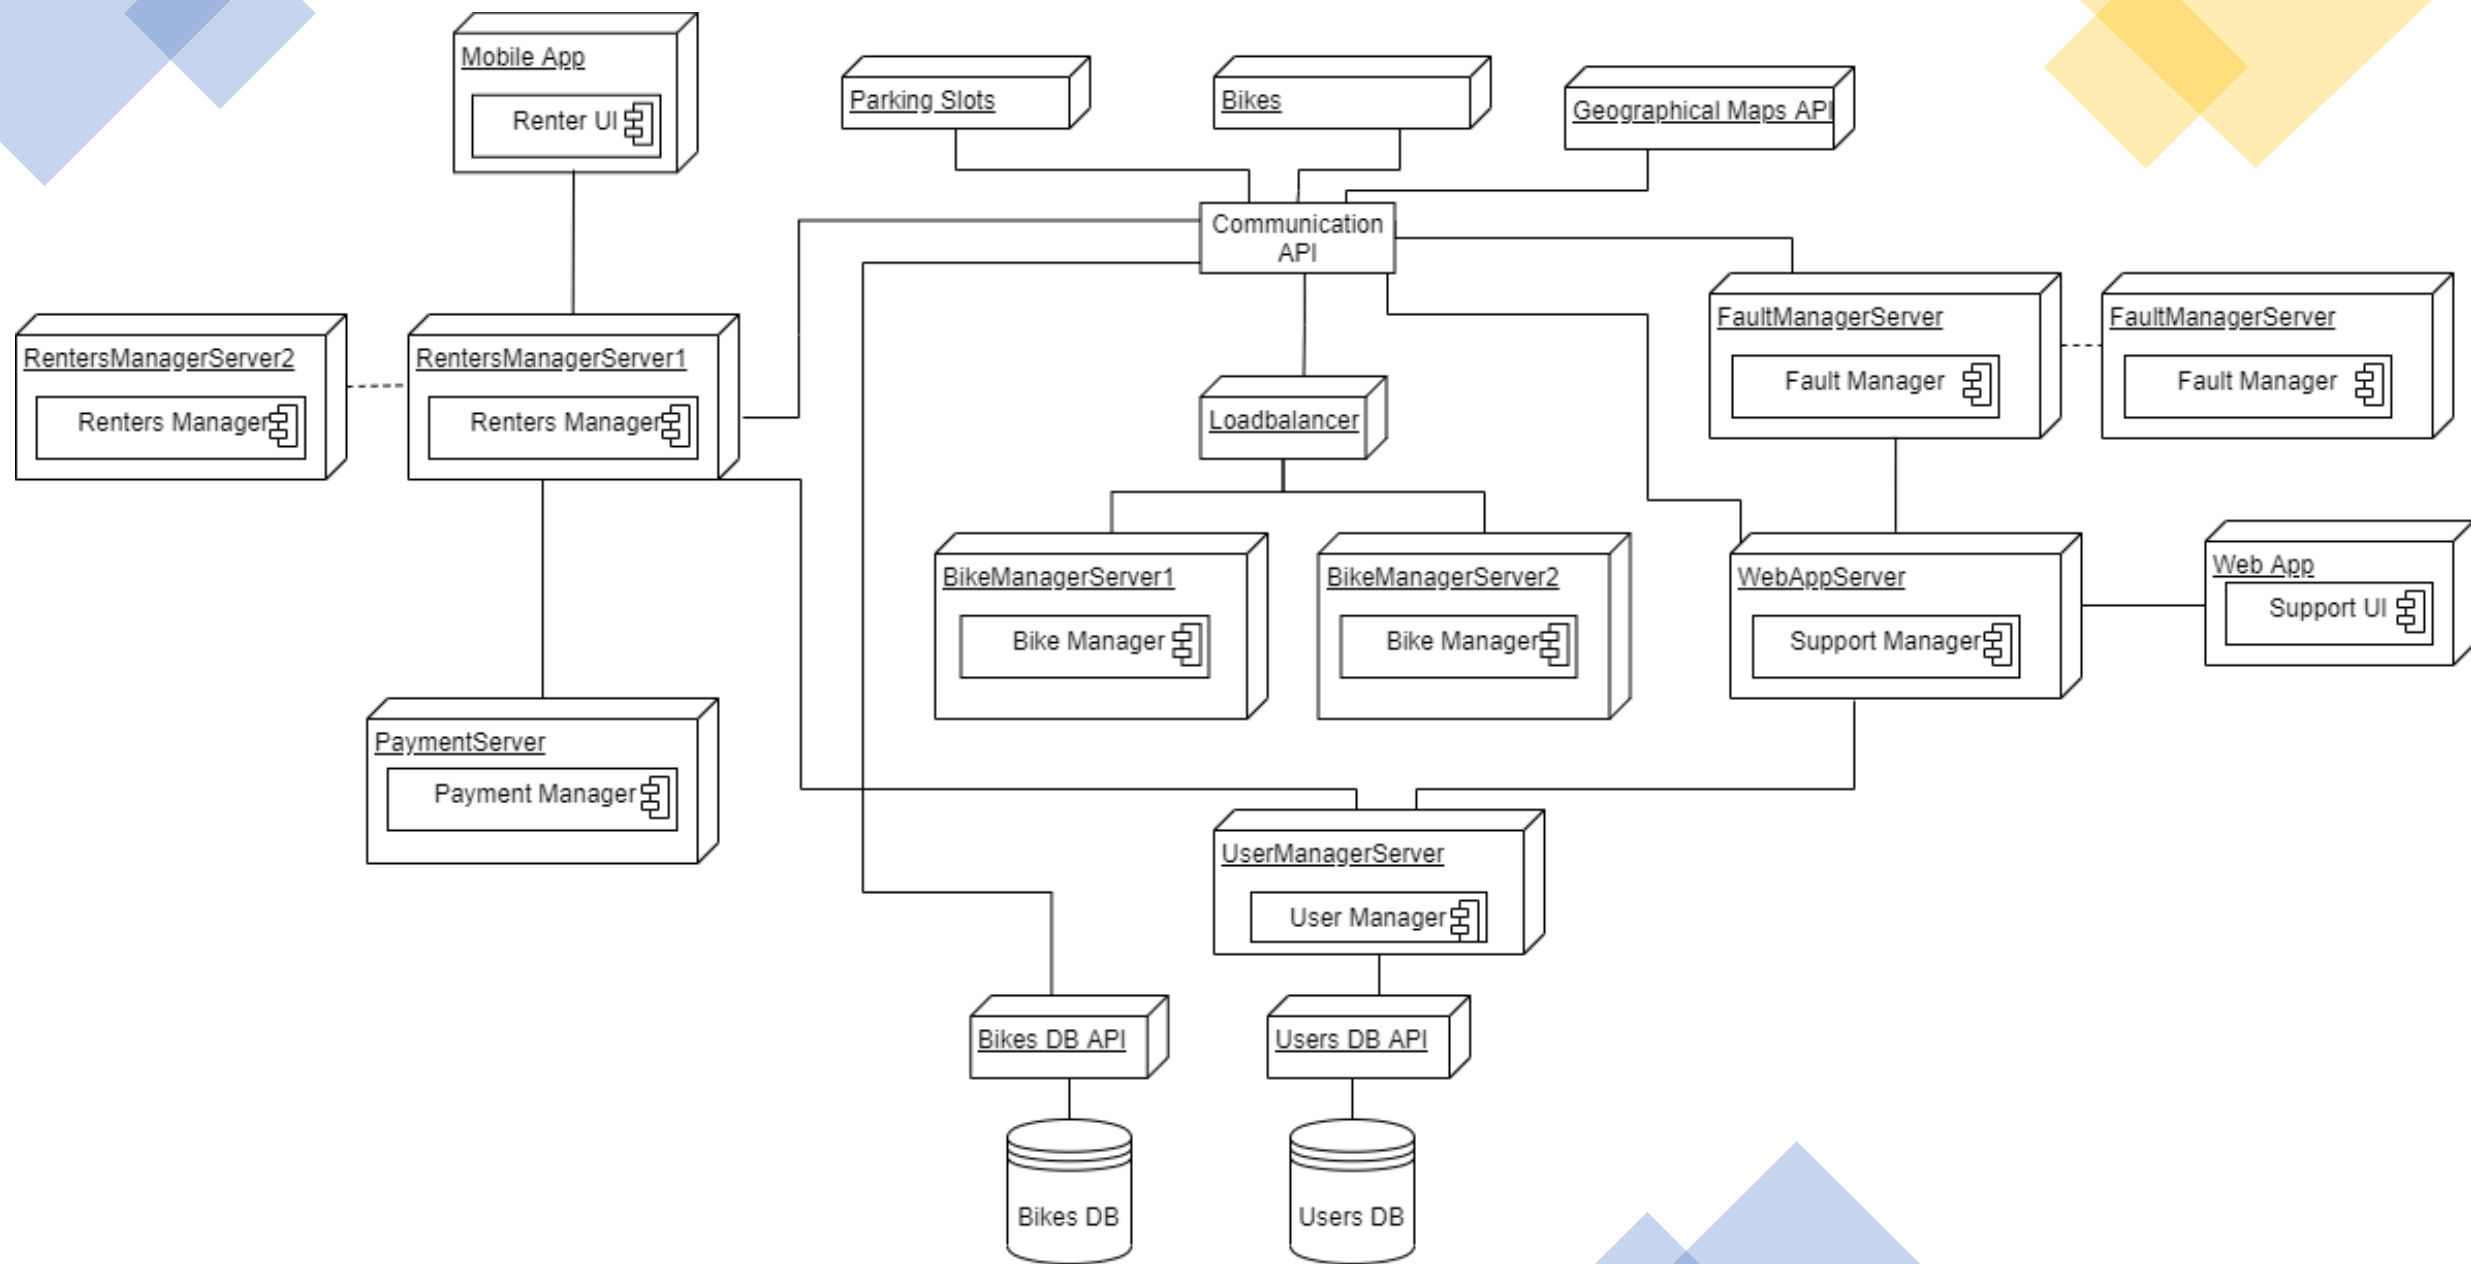 Mobile App
Renter UI
Parking Slots
Bikes
Geographical Maps API
Communication
API
RentersManagerServer2
Renters Manager
RentersManagerServer1
Renters Manager
Loadbalancer
FaultManagerServer
Fault Manager
FaultManagerServer
Fault Manager
BikeManagerServer1
Bike Manager
BikeManagerServer2
Bike Manager
WebAppServer
Support Manager
Web App
Support UI
PaymentServer
Payment Manager
UserManagerServer
User Manager
Bikes DB API
Users DB API
Bikes DB
Users DB